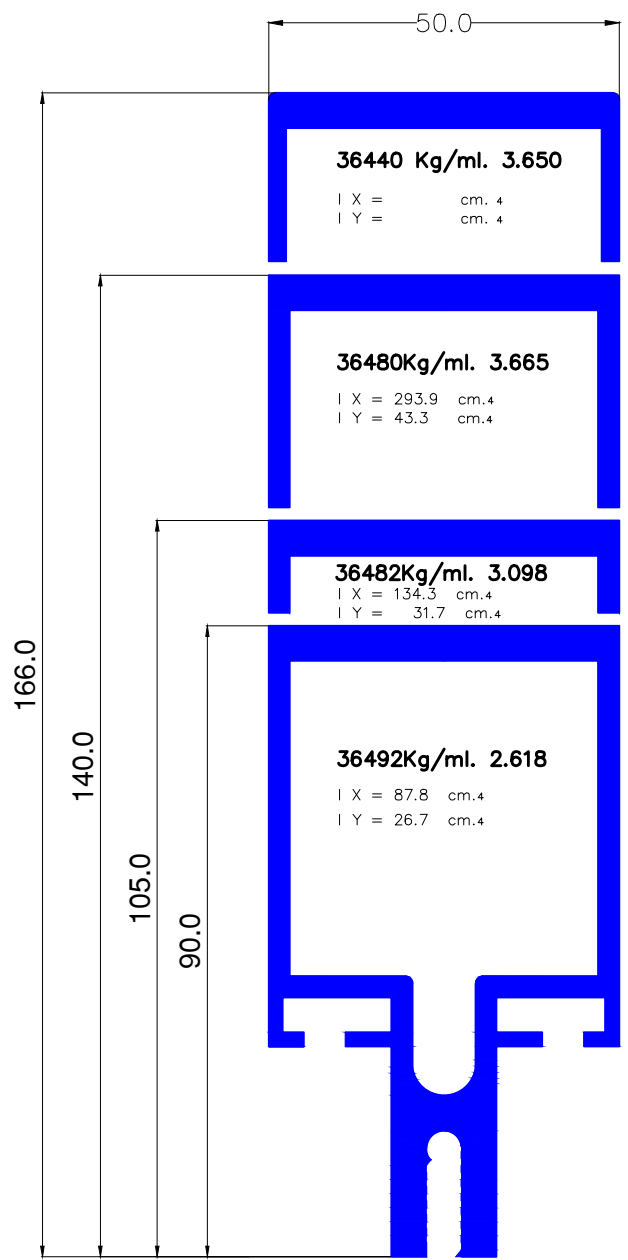 50.0
36440 Kg/ml. 3.650
I X = cm. 4
I Y = cm. 4
36480Kg/ml. 3.665
I X = 293.9 cm.4
I Y = 43.3 cm.4
36482Kg/ml. 3.098
I X = 134.3 cm.4
I Y = 31.7 cm.4
36492Kg/ml. 2.618
I X = 87.8 cm.4
I Y = 26.7 cm.4
166.0
140.0
105.0
90.0